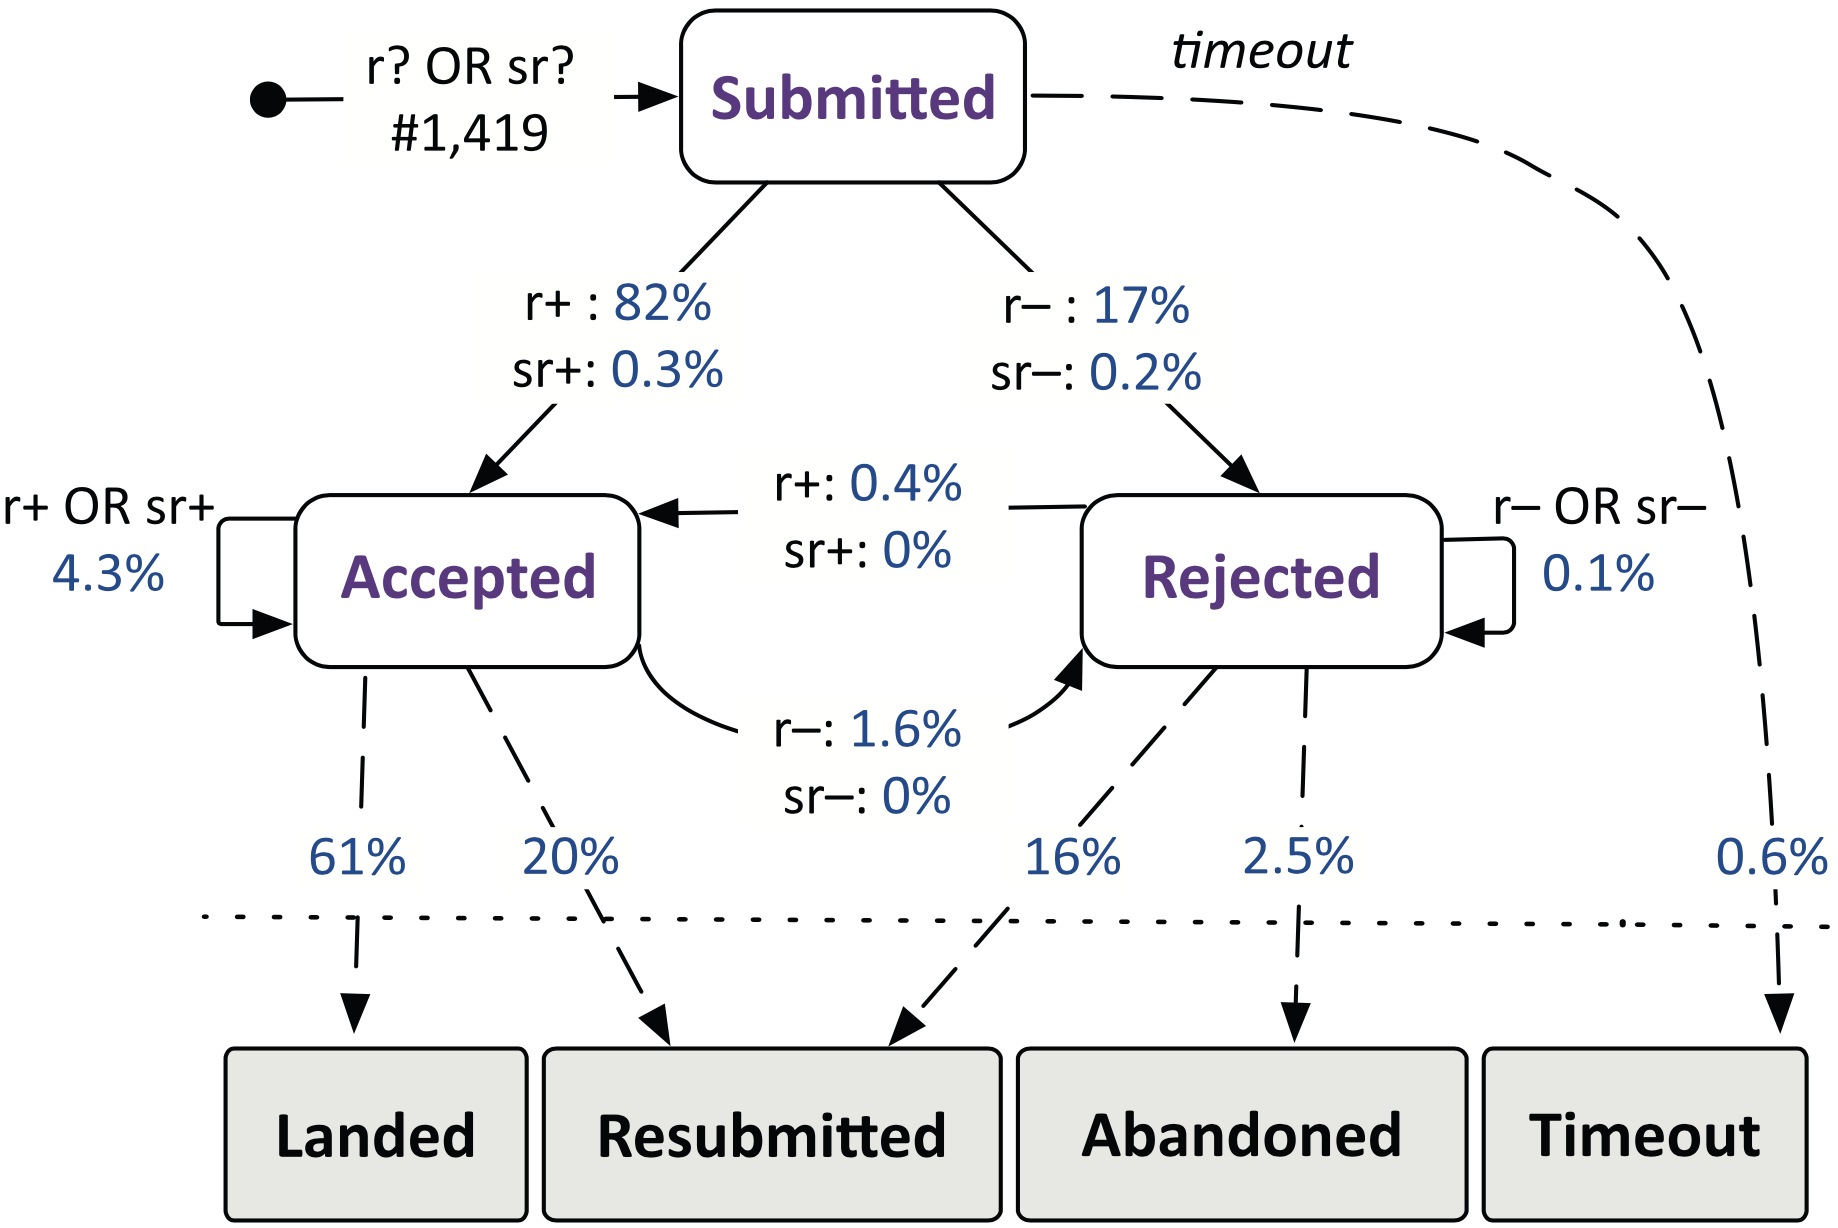 timeout
r? OR sr?
#1,419
Submitted
r+ : 82%
sr+: 0.3%
r– : 17%
sr–: 0.2%
r+ OR sr+
4.3%
Accepted
r+: 0.4%
sr+: 0%
Rejected
r– OR sr–
0.1%
r–: 1.6%
sr–: 0%
61%
20%
16%
2.5%
0.6%
Landed
Resubmitted
Abandoned
Timeout